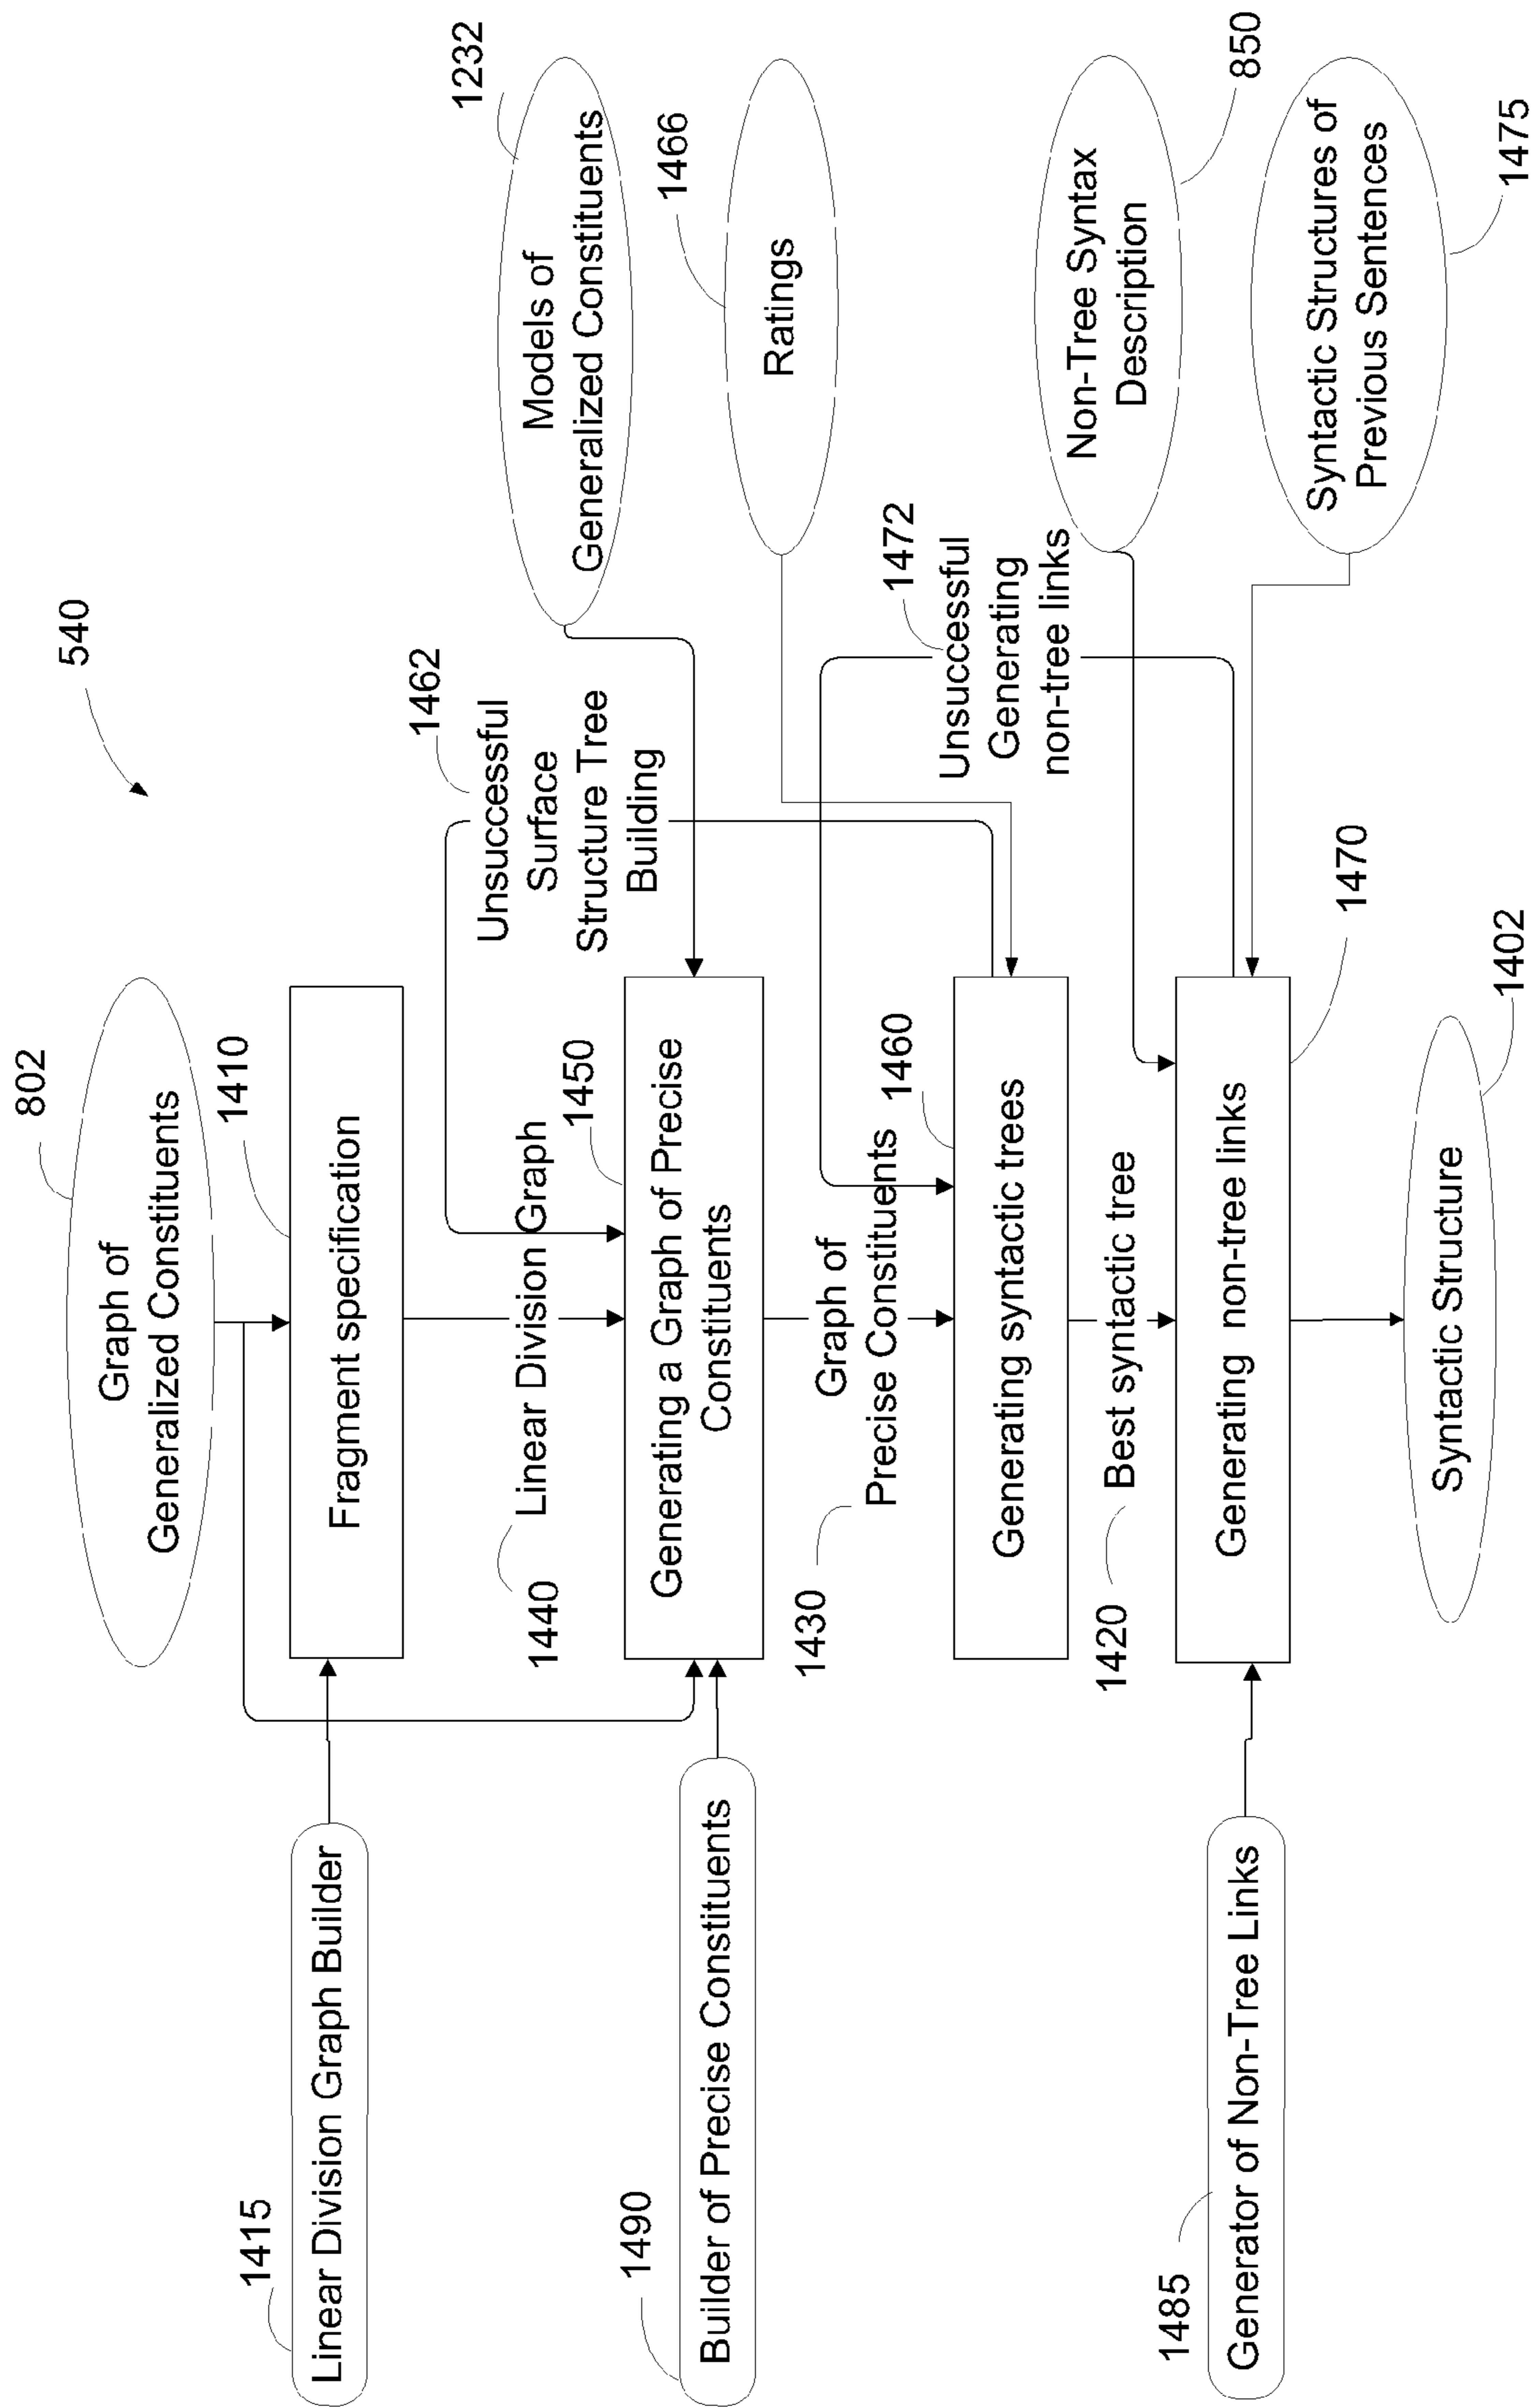 540
802
Graph of
Generalized Constituents
1410
Fragment specification
1415
Linear Division Graph Builder
1462
Unsuccessful
Surface
Structure Tree
Building
1232
Models of
Generalized Constituents
1440
Linear Division Graph
1450
Generating a Graph of Precise
Constituents
1490
Builder of Precise Constituents
1466
Ratings
1430
Graph of
Precise Constituents
1460
Generating syntactic trees
1472
Unsuccessful
Generating
non-tree links
Non-Tree Syntax
Description
850
1420
Best syntactic tree
1485
Generator of Non-Tree Links
Generating non-tree links
1470
Syntactic Structures of
Previous Sentences
1475
Syntactic Structure
1402